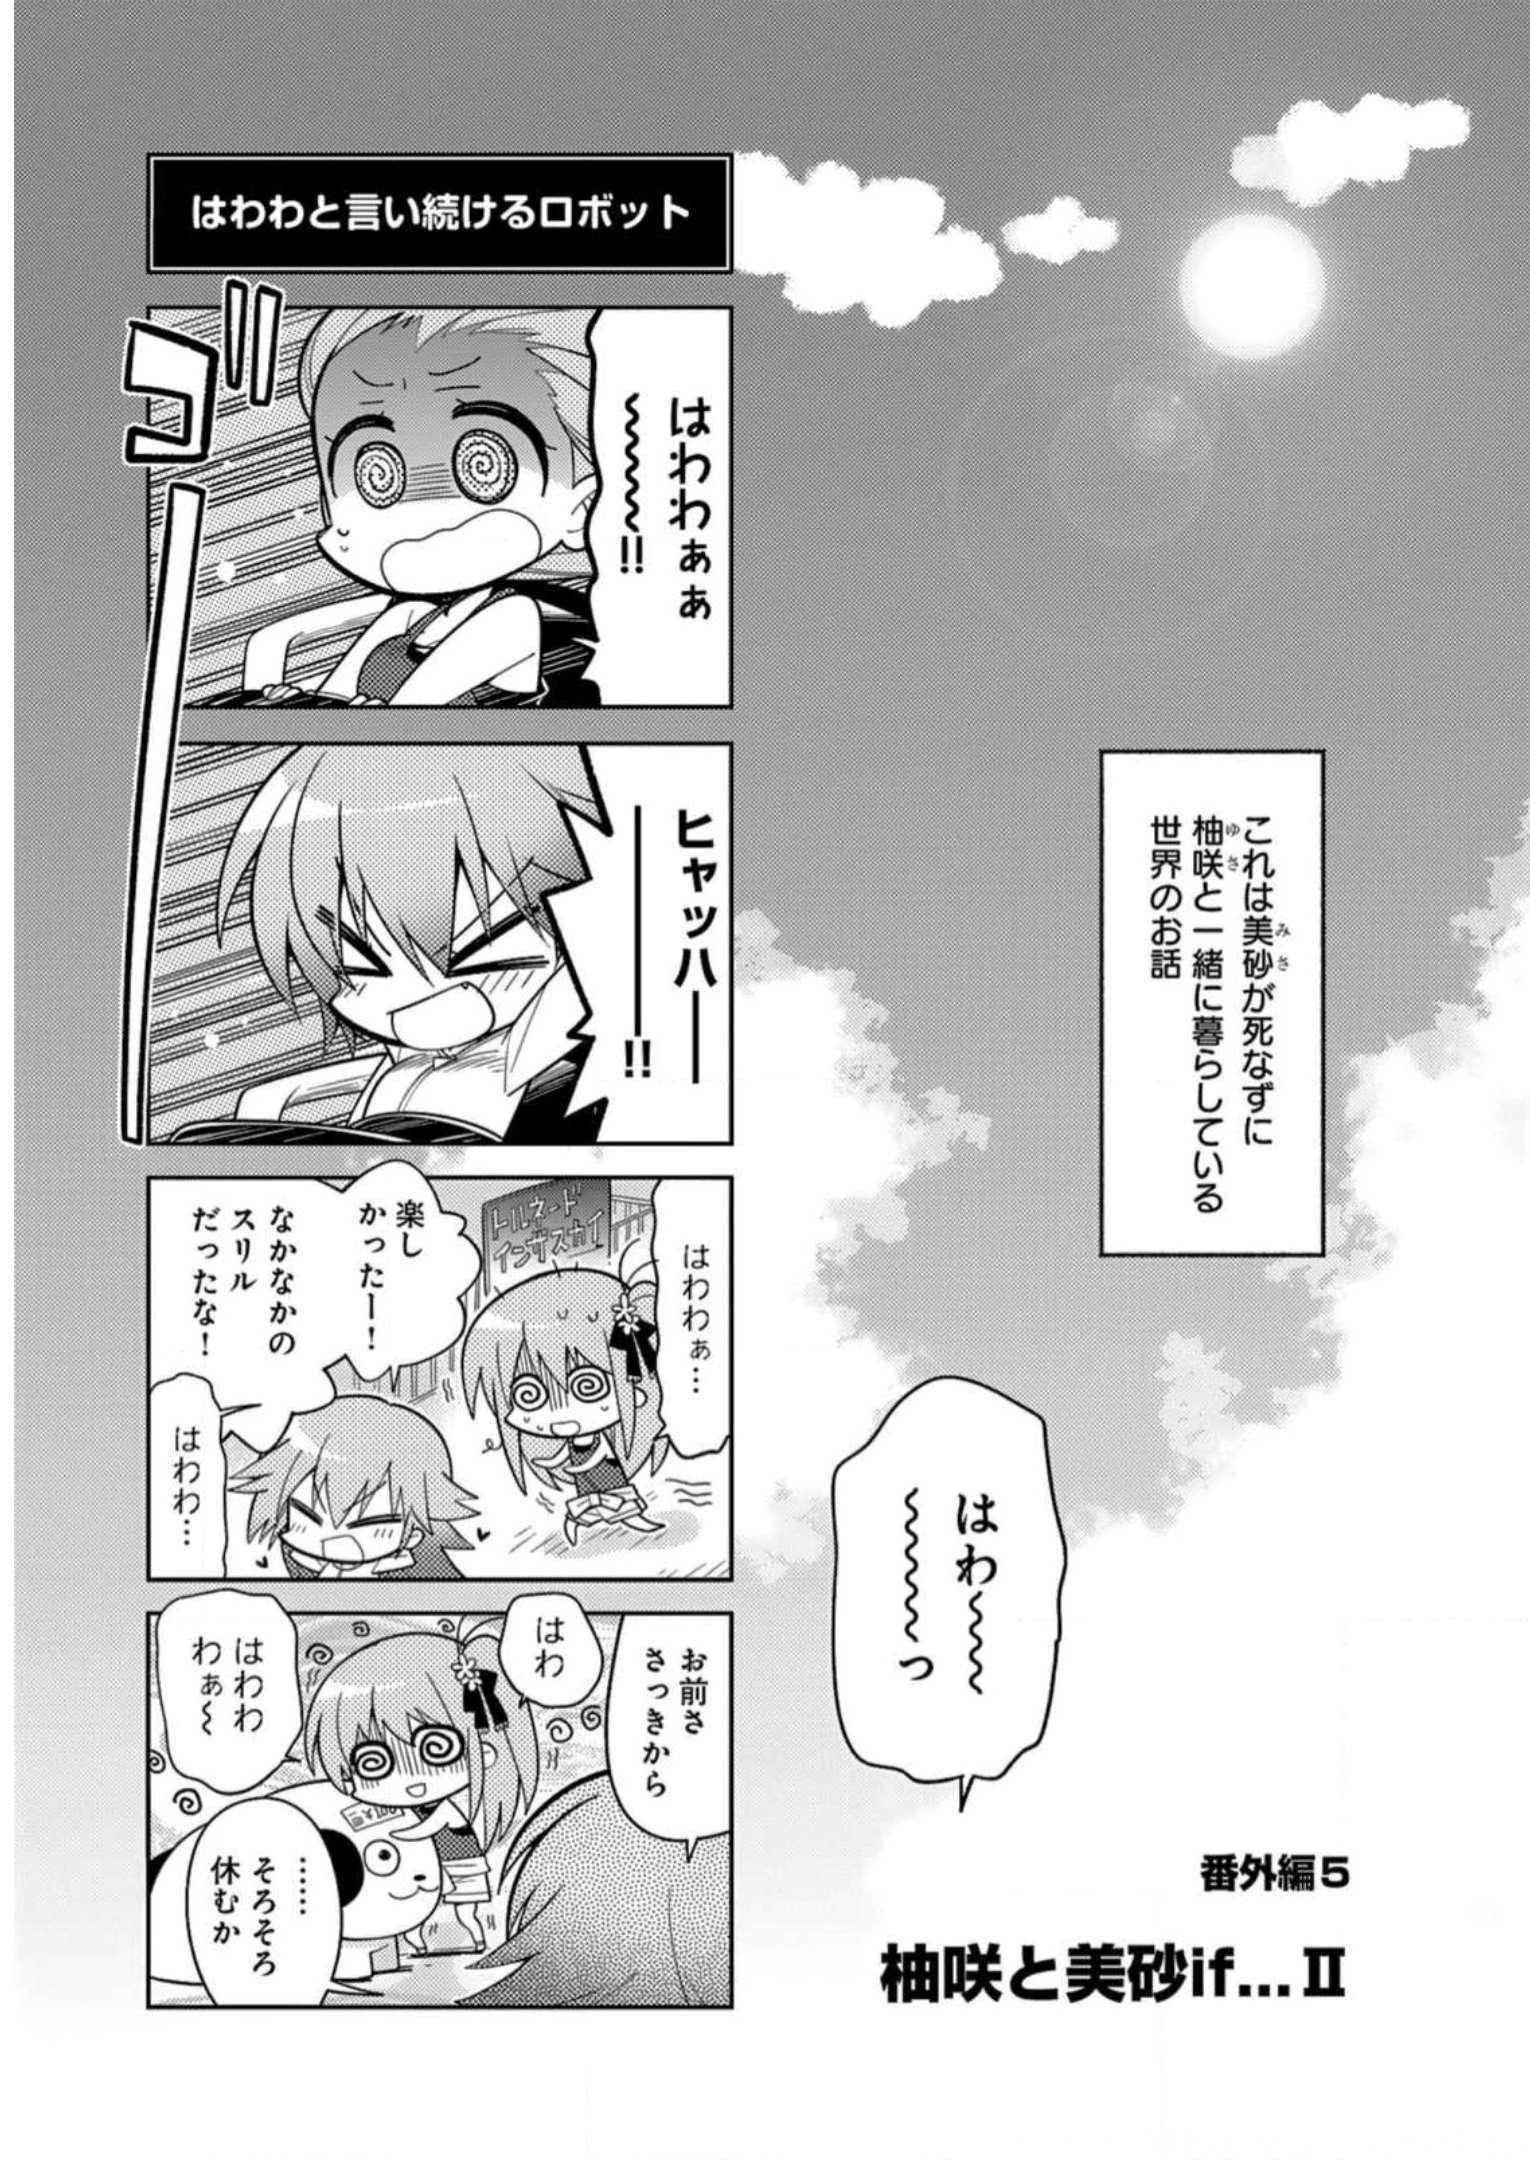 これは美砂が死なずに
柚咲と一緒に暮らしている
世界のお話
はわ〜〜〜
〜〜〜〜〜っ
番外編5
柚咲と美砂if…Ⅱ
はわわと言い続けるロボット
はわわぁぁ
〜〜〜〜!!
ゴーー
ヒャッハ――
――――!!
はわわぁ…
トルネード
インザスカイ
楽し
かったー!
なかなかの
スリル
だったな!
はわわ…
お前さ
さっきから
はわ
はわわ
わぁ〜
¥100
……
そろそろ
休むか